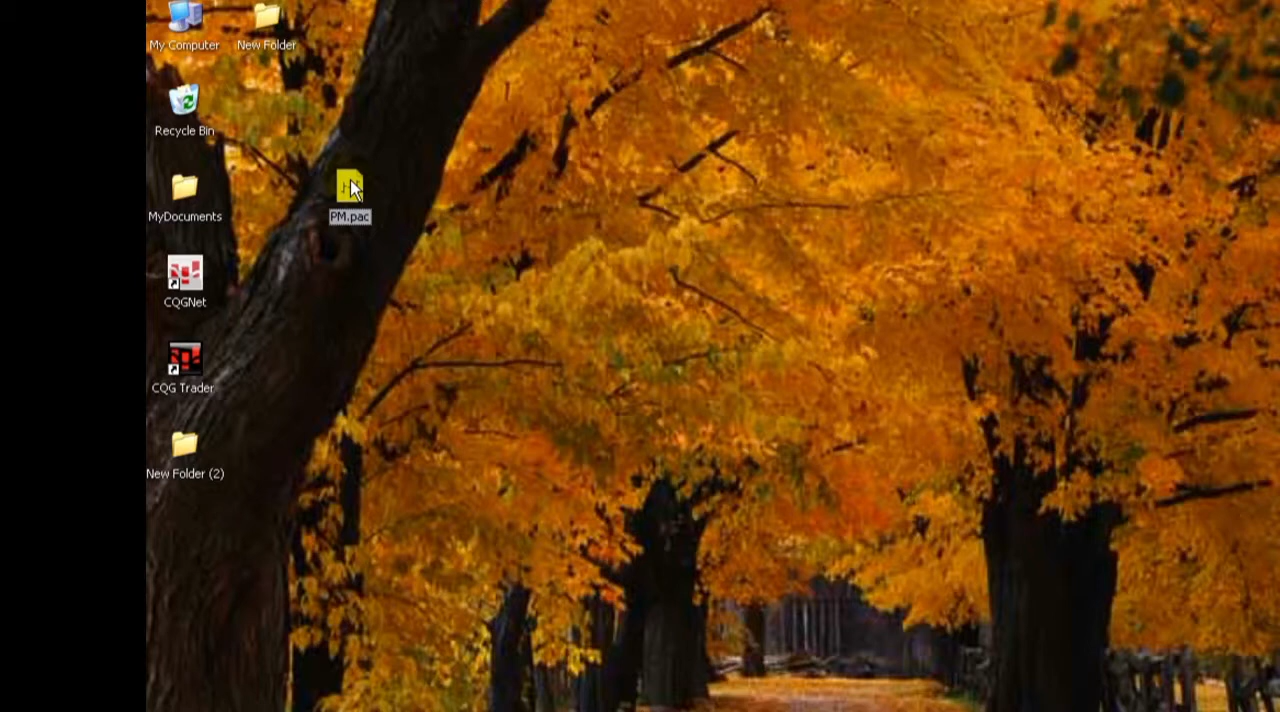 My Computer
New Folder
Recycle Bin
MyDocuments
PM.pac
CQGNet
CQG Trader
New Folder (2)